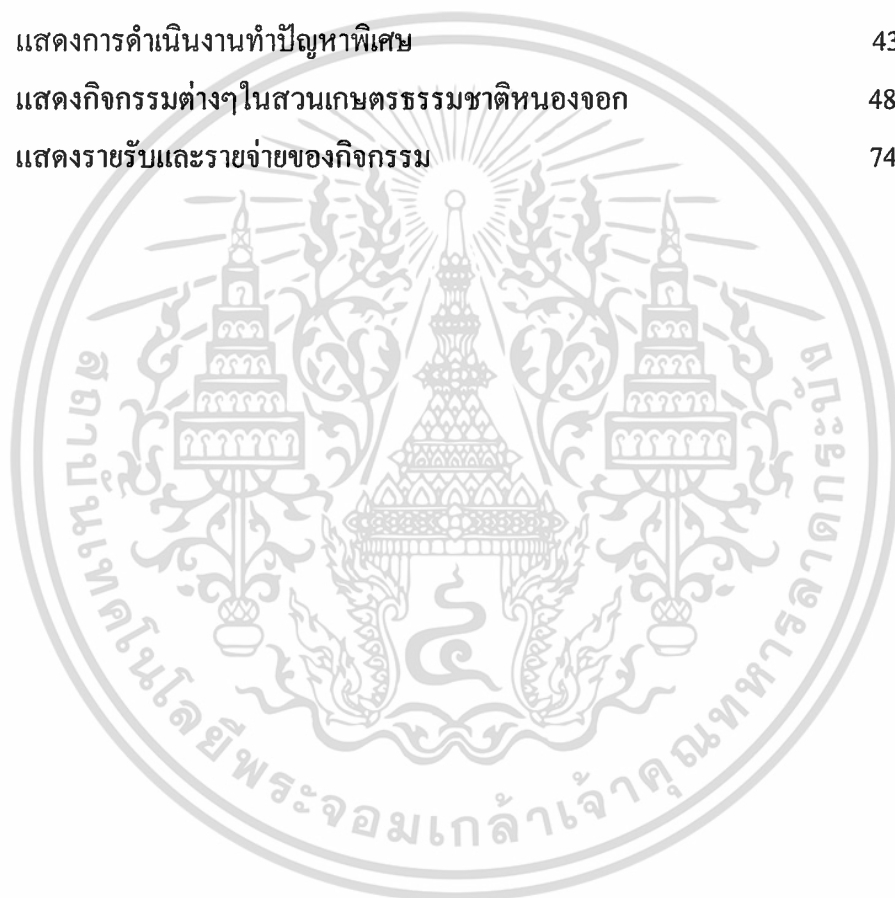 แสดงการดำเนินงานทำปัญหาพิเศษ 43
แสดงกิจกรรมต่างๆในสวนเกษตรธรรมชาติหนองจอก 48
แสดงรายรับและรายจ่ายของกิจกรรม 74
สถาบันเทคโนโลยีพระจอมเกล้าเจ้าคุณทหารลาดกระบัง
๔